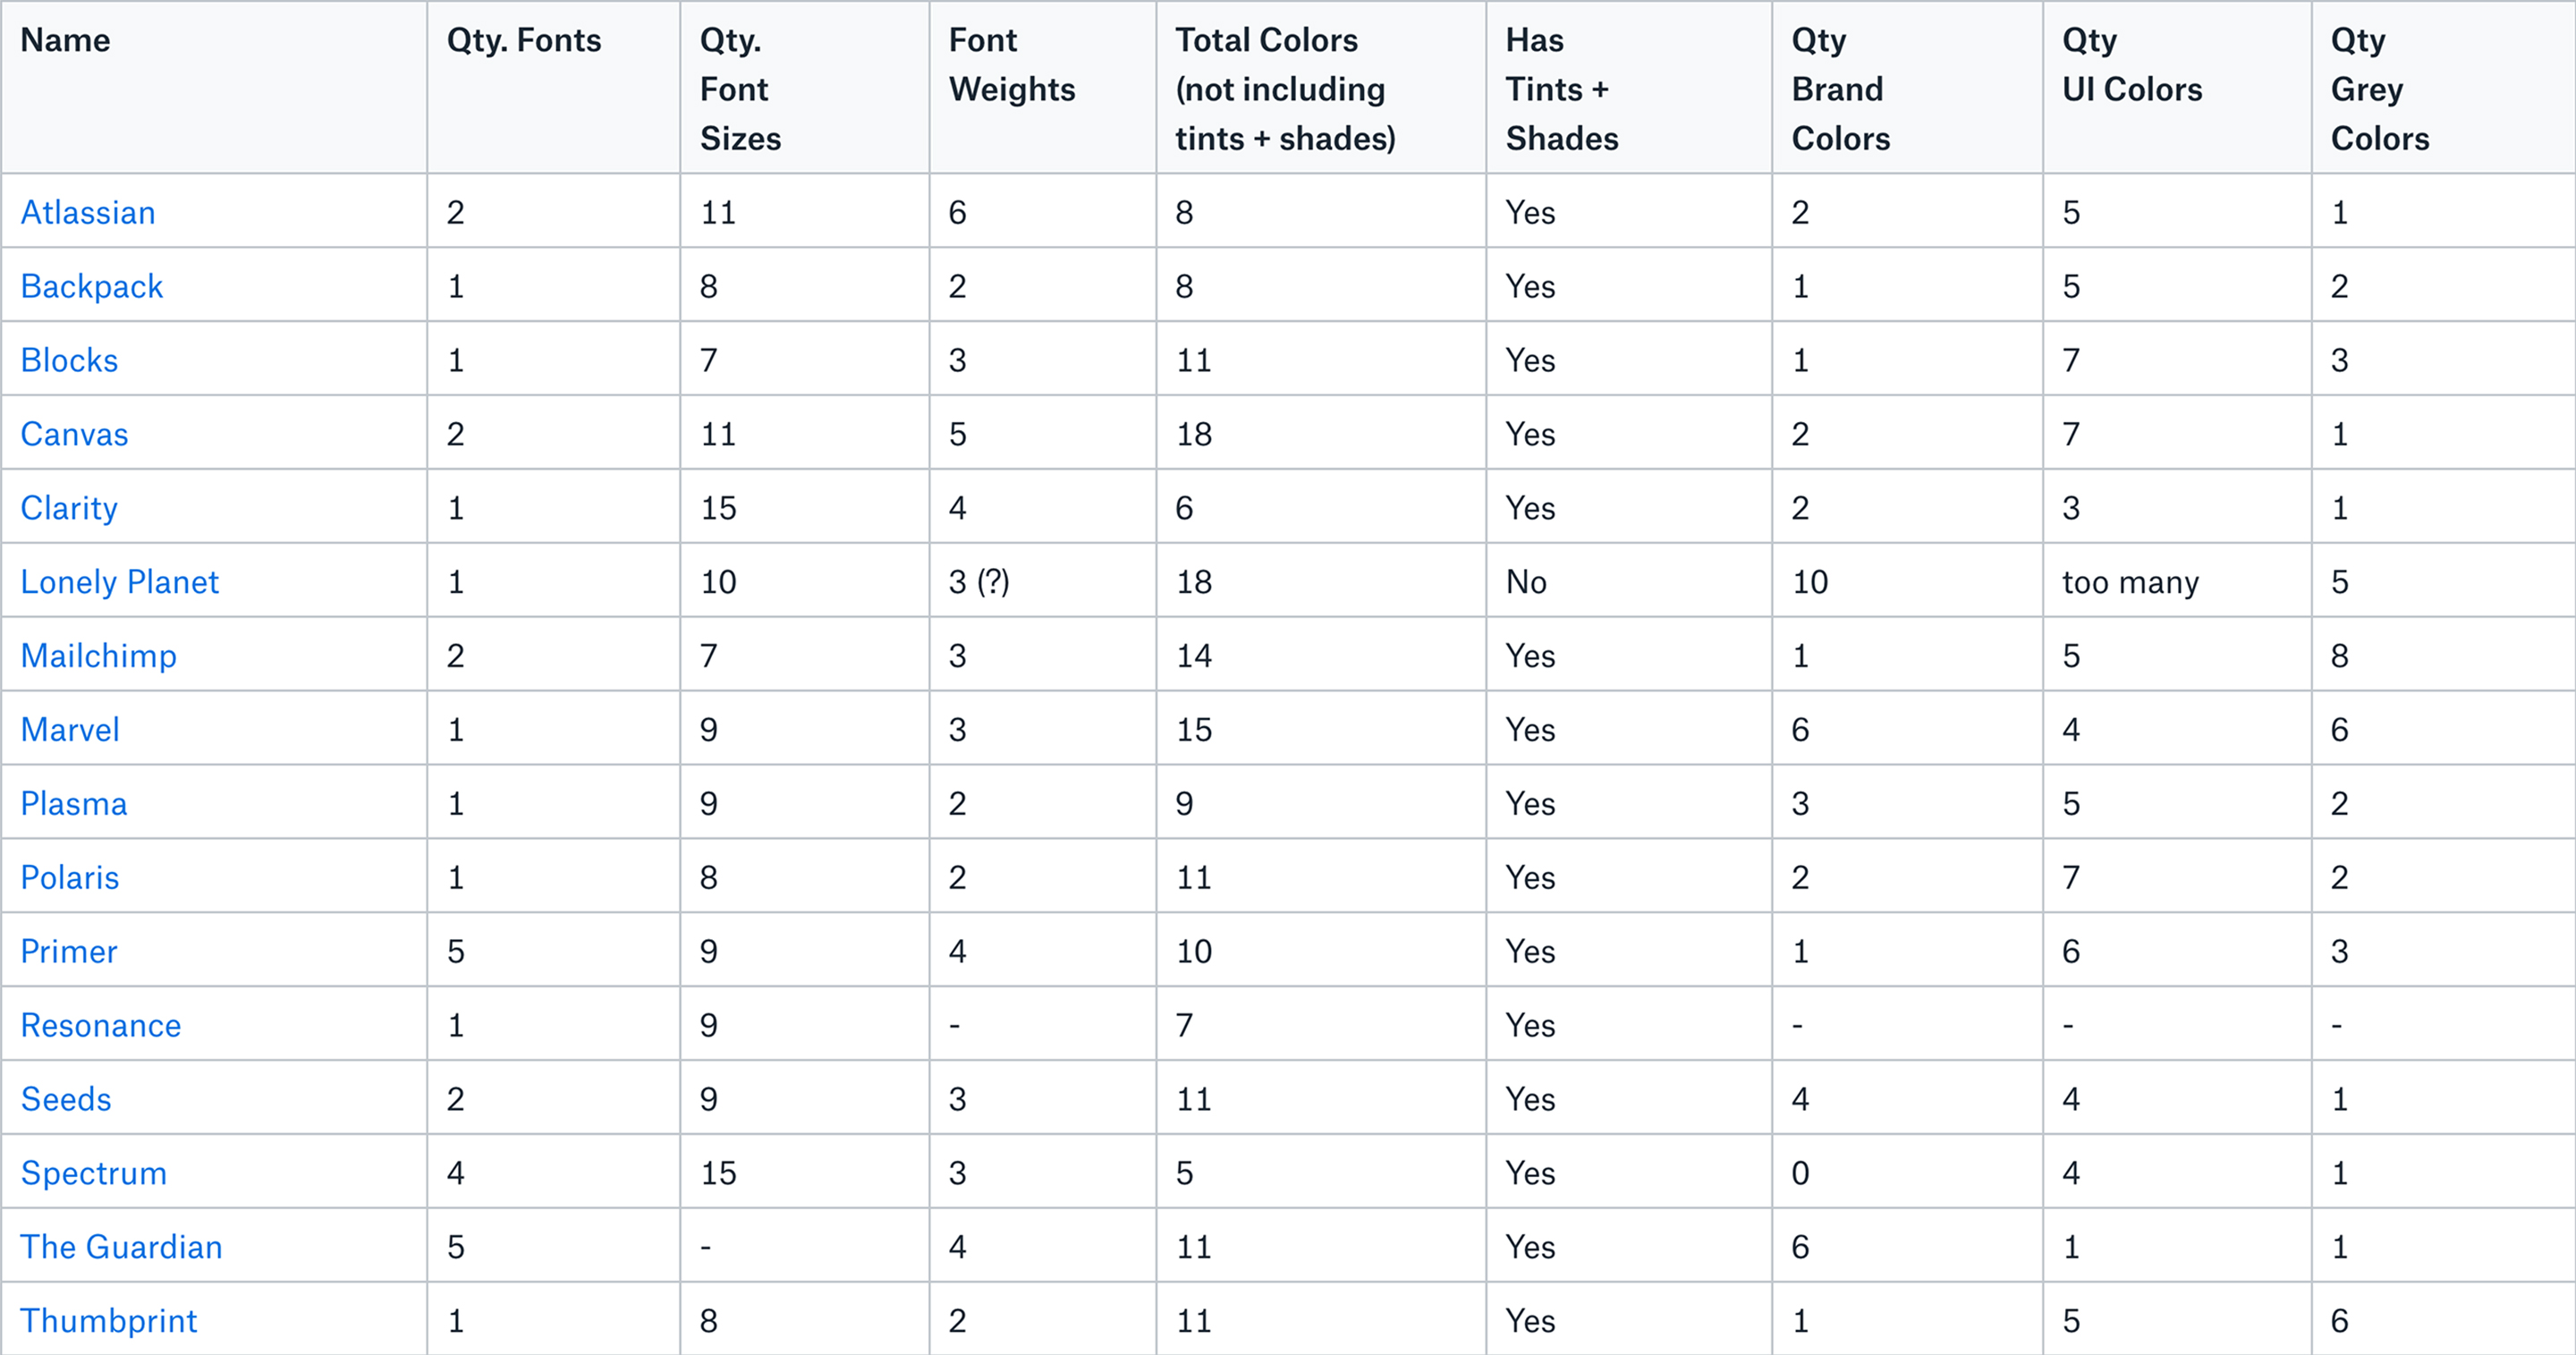 Name Qty. Fonts Qty. Font Sizes Font Weights Total Colors (not including tints + shades) Has Tints + Shades Qty Brand Colors Qty UI Colors Qty Grey Colors
Atlassian 2 11 6 8 Yes 2 5 1
Backpack 1 8 2 8 Yes 1 5 2
Blocks 1 7 3 11 Yes 1 7 3
Canvas 2 11 5 18 Yes 2 7 1
Clarity 1 15 4 6 Yes 2 3 1
Lonely Planet 1 10 3 (?) 18 No 10 too many 5
Mailchimp 2 7 3 14 Yes 1 5 8
Marvel 1 9 3 15 Yes 6 4 6
Plasma 1 9 2 9 Yes 3 5 2
Polaris 1 8 2 11 Yes 2 7 2
Primer 5 9 4 10 Yes 1 6 3
Resonance 1 9 - 7 Yes - - -
Seeds 2 9 3 11 Yes 4 4 1
Spectrum 4 15 3 5 Yes 0 4 1
The Guardian 5 - 4 11 Yes 6 1 1
Thumbprint 1 8 2 11 Yes 1 5 6